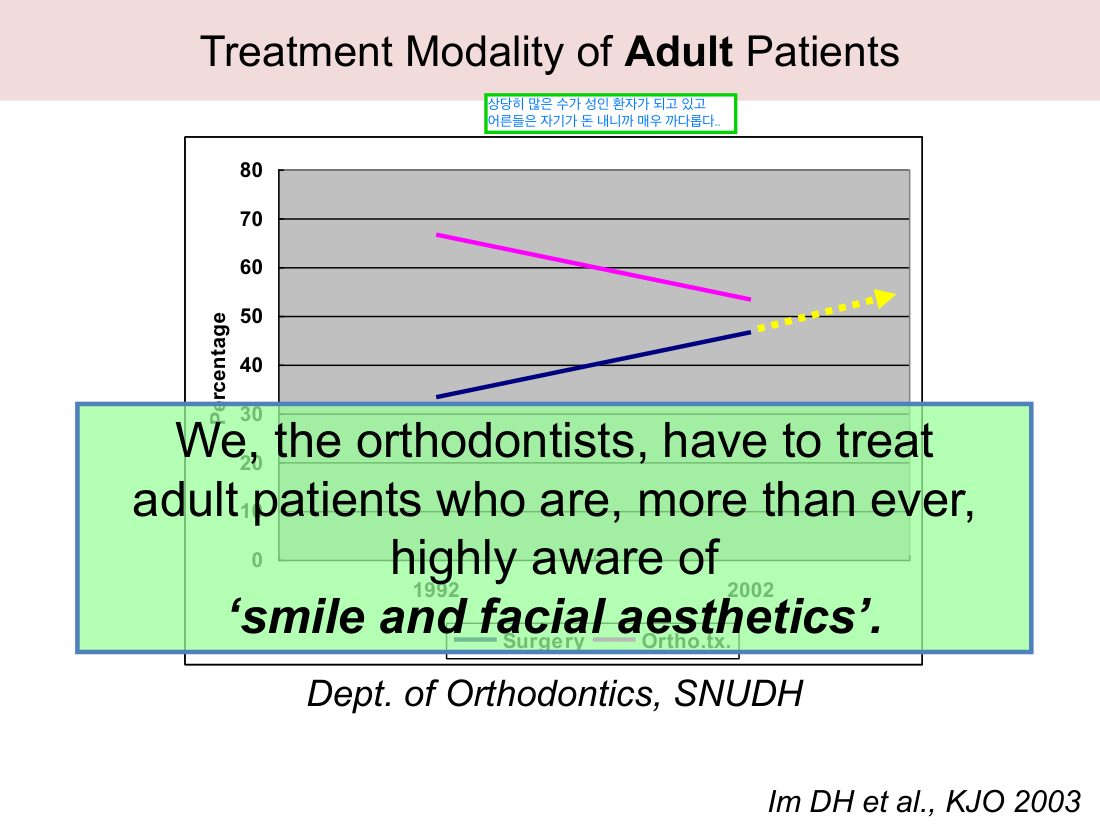 Treatment Modality of Adult Patients
상당히 많은 수가 성인 환자가 되고 있고
어른들은 자기가 돈 내니까 매우 까다롭다..
80
70
60
50
40
30
20
10
0
Percentage
We, the orthodontists, have to treat
adult patients who are, more than ever,
highly aware of
‘smile and facial aesthetics’.
1992 2002
Surgery Ortho.tx.
Dept. of Orthodontics, SNUDH
Im DH et al., KJO 2003